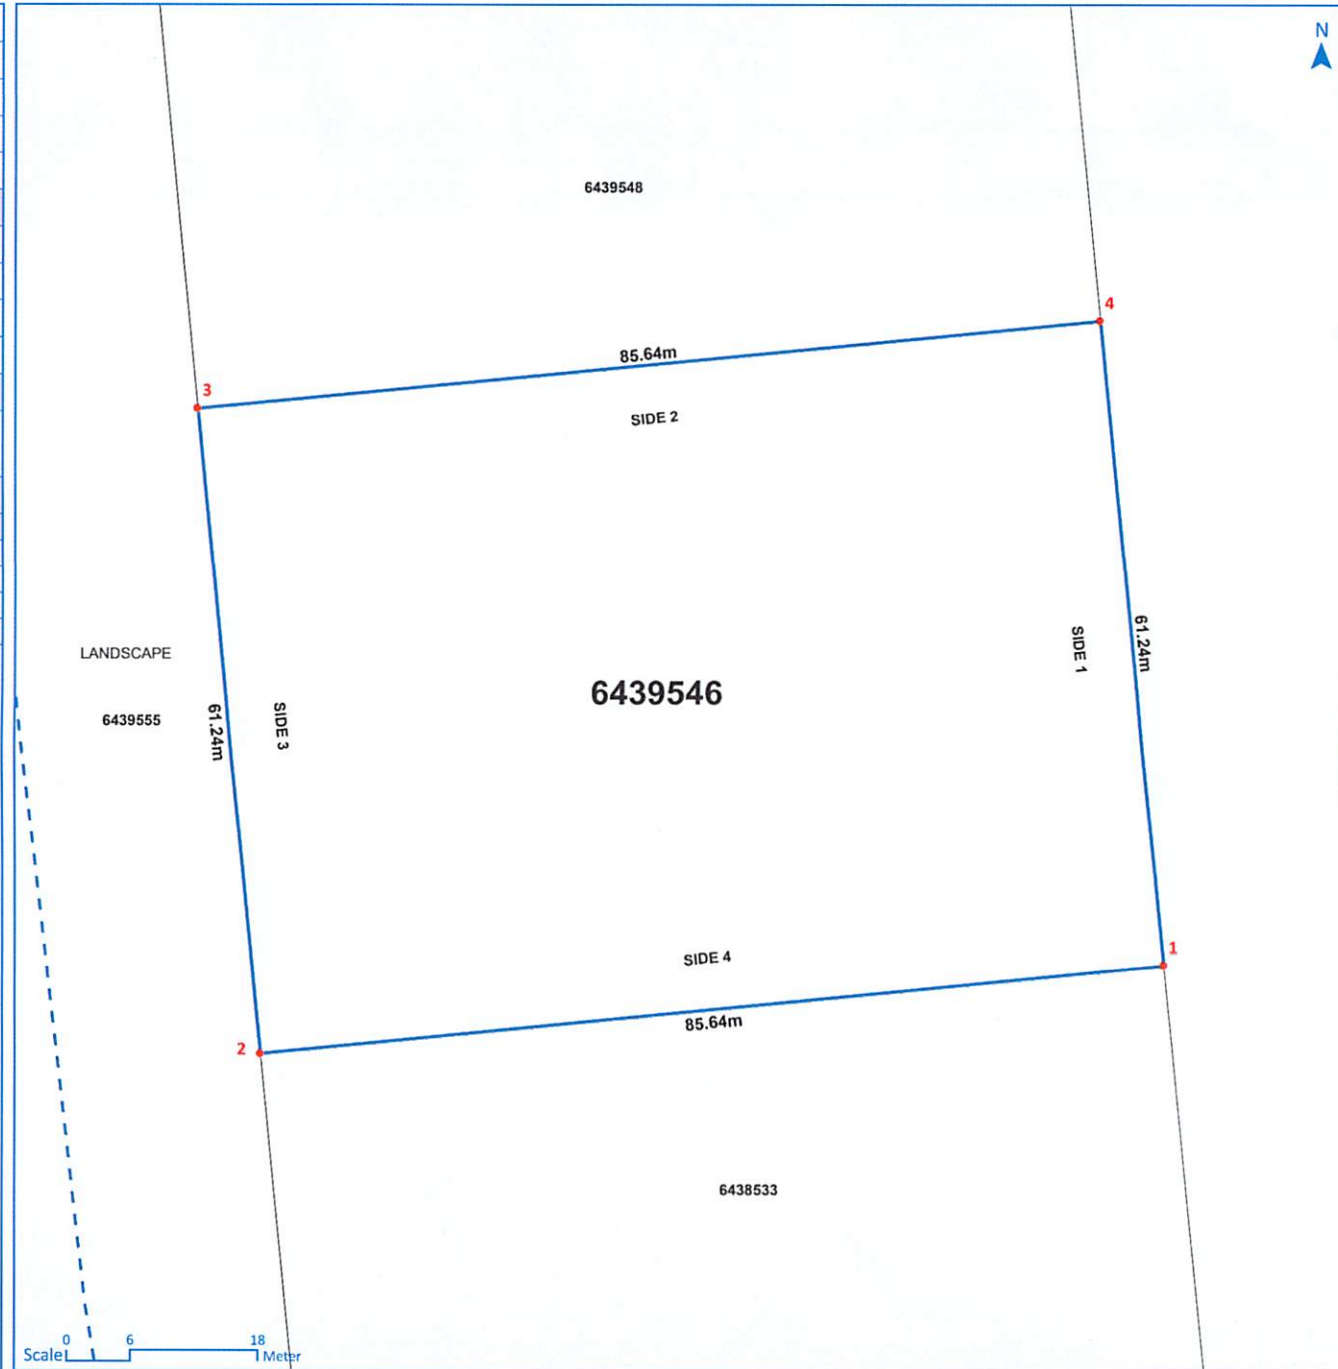 N
6439548
4
85.64m
3
SIDE 2
61.24m
SIDE 1
LANDSCAPE
6439546
6439555
61.24m
SIDE 3
1
SIDE 4
85.64m
2
6438533
0 6 18
Scale Meter